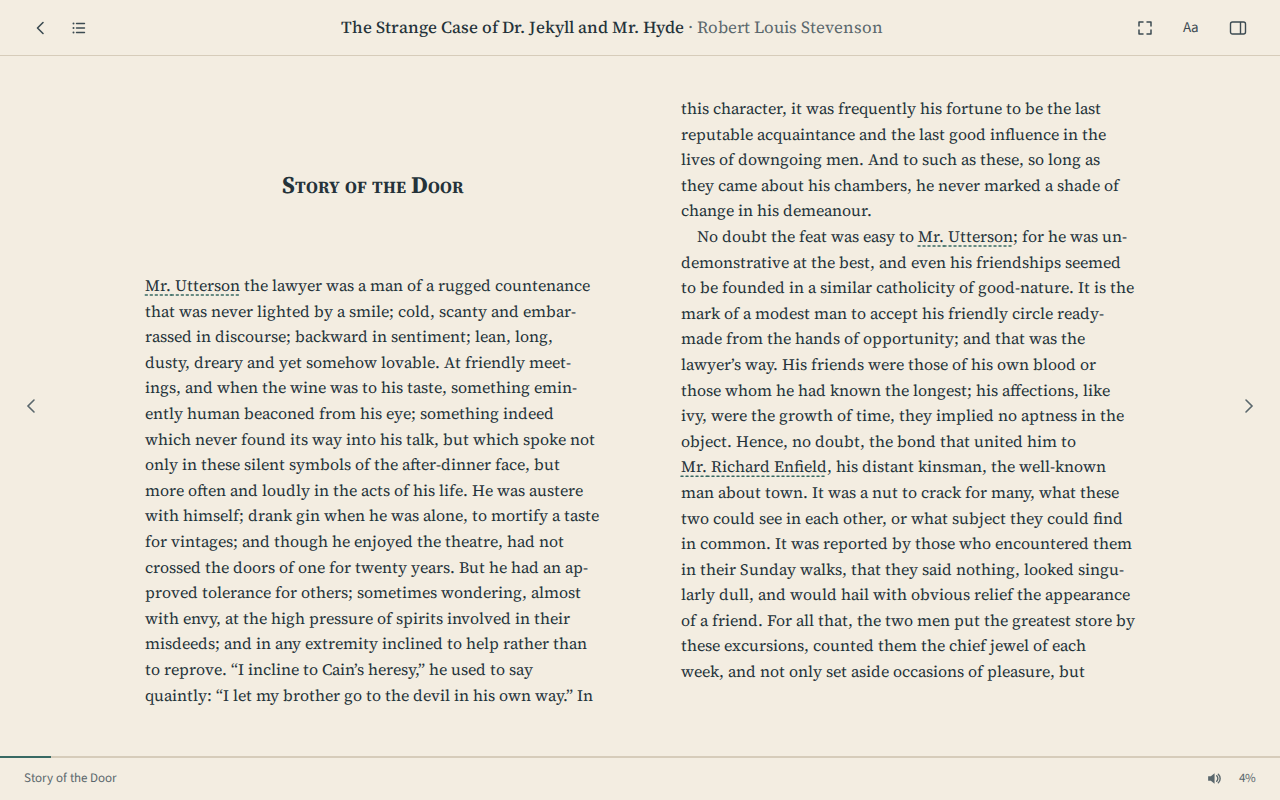 The Strange Case of Dr. Jekyll and Mr. Hyde · Robert Louis Stevenson
Aa
Story of the Door
Mr. Utterson the lawyer was a man of a rugged countenance
that was never lighted by a smile; cold, scanty and embar-
rassed in discourse; backward in sentiment; lean, long,
dusty, dreary and yet somehow lovable. At friendly meet-
ings, and when the wine was to his taste, something emin-
ently human beaconed from his eye; something indeed
which never found its way into his talk, but which spoke not
only in these silent symbols of the after-dinner face, but
more often and loudly in the acts of his life. He was austere
with himself; drank gin when he was alone, to mortify a taste
for vintages; and though he enjoyed the theatre, had not
crossed the doors of one for twenty years. But he had an ap-
proved tolerance for others; sometimes wondering, almost
with envy, at the high pressure of spirits involved in their
misdeeds; and in any extremity inclined to help rather than
to reprove. “I incline to Cain’s heresy,” he used to say
quaintly: “I let my brother go to the devil in his own way.” In
this character, it was frequently his fortune to be the last
reputable acquaintance and the last good influence in the
lives of downgoing men. And to such as these, so long as
they came about his chambers, he never marked a shade of
change in his demeanour.
No doubt the feat was easy to Mr. Utterson; for he was un-
demonstrative at the best, and even his friendships seemed
to be founded in a similar catholicity of good-nature. It is the
mark of a modest man to accept his friendly circle ready-
made from the hands of opportunity; and that was the
lawyer’s way. His friends were those of his own blood or
those whom he had known the longest; his affections, like
ivy, were the growth of time, they implied no aptness in the
object. Hence, no doubt, the bond that united him to
Mr. Richard Enfield, his distant kinsman, the well-known
man about town. It was a nut to crack for many, what these
two could see in each other, or what subject they could find
in common. It was reported by those who encountered them
in their Sunday walks, that they said nothing, looked singu-
larly dull, and would hail with obvious relief the appearance
of a friend. For all that, the two men put the greatest store by
these excursions, counted them the chief jewel of each
week, and not only set aside occasions of pleasure, but
Story of the Door
4%